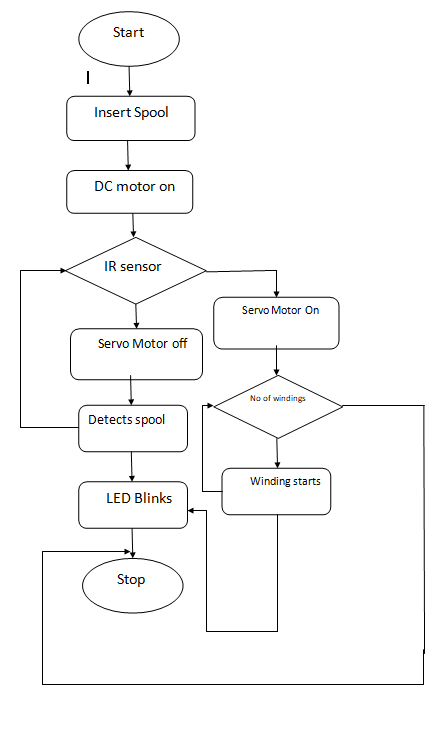 Start
Insert Spool
DC motor on
IR sensor
Servo Motor On
Servo Motor off
No of windings
Detects spool
Winding starts
LED Blinks
Stop